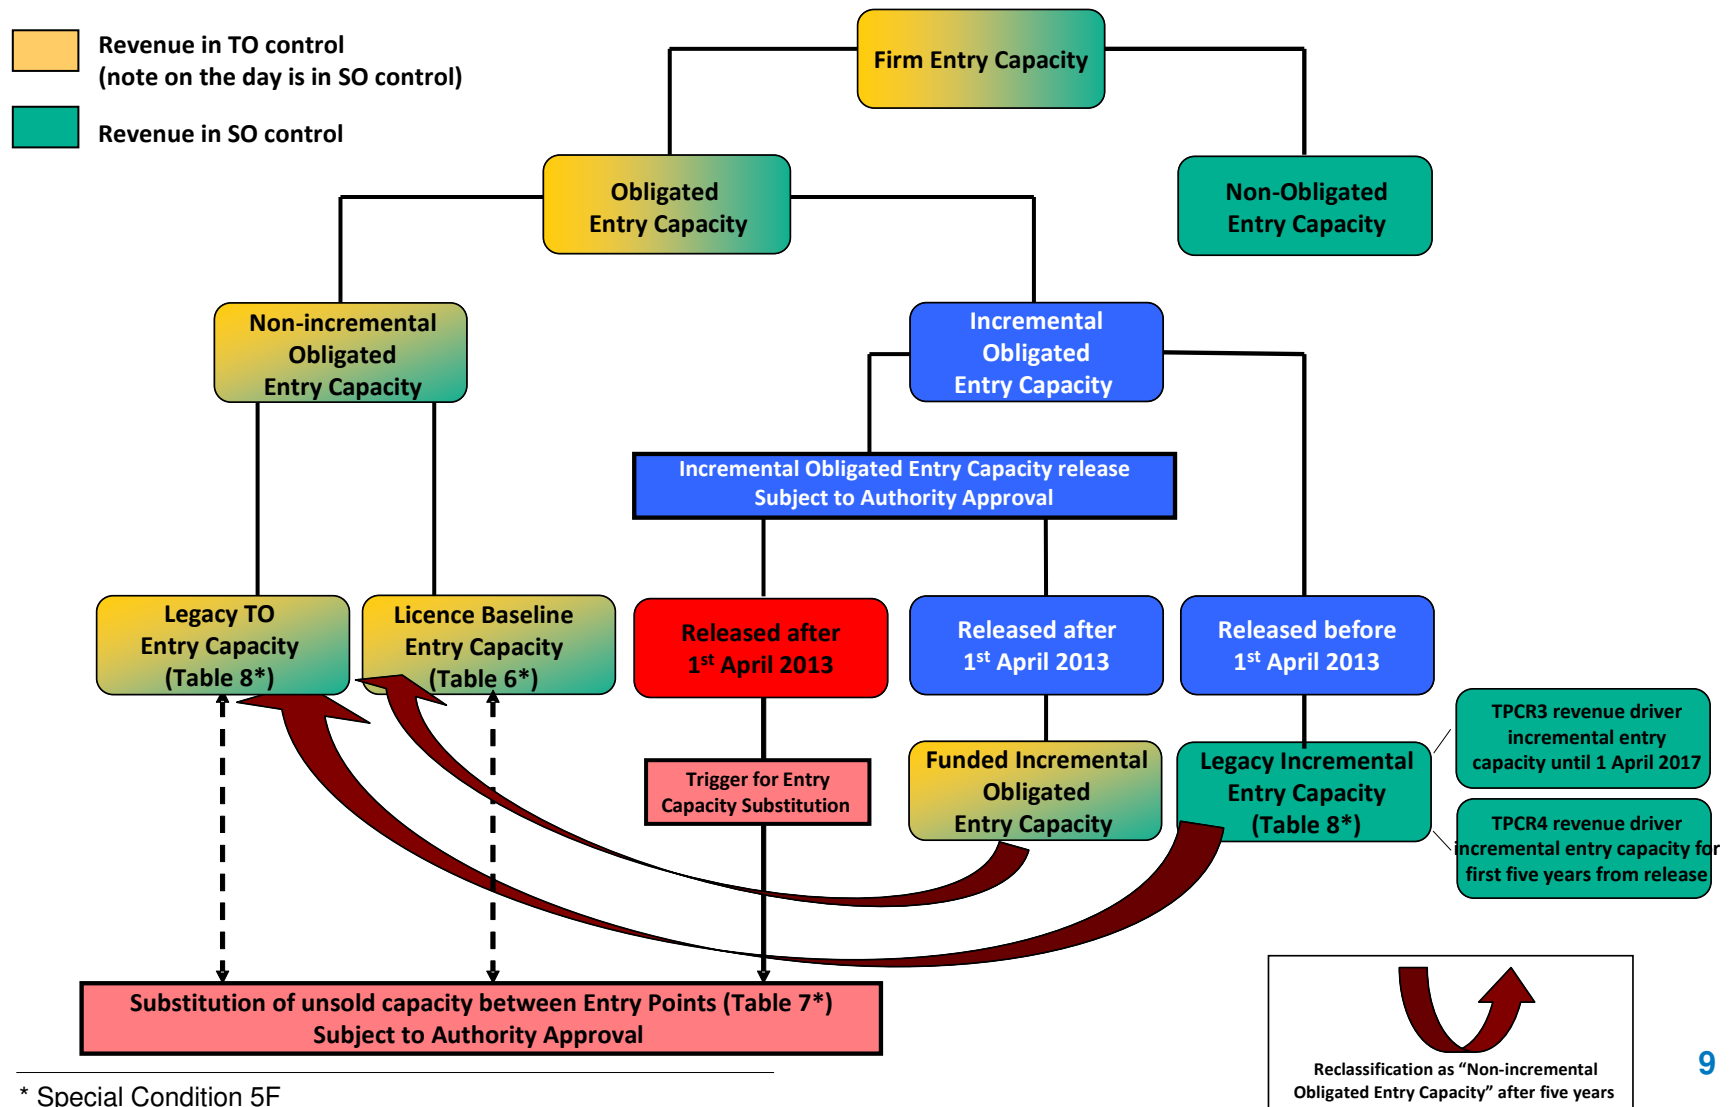 Revenue in TO control
(note on the day is in SO control)
Revenue in SO control
Firm Entry Capacity
Obligated
Entry Capacity
Non-Obligated
Entry Capacity
Non-incremental
Obligated
Entry Capacity
Incremental
Obligated
Entry Capacity
Incremental Obligated Entry Capacity release
Subject to Authority Approval
Legacy TO
Entry Capacity
(Table 8*)
Licence Baseline
Entry Capacity
(Table 6*)
Released after
1st April 2013
Released after
1st April 2013
Released before
1st April 2013
Trigger for Entry
Capacity Substitution
Funded Incremental
Obligated
Entry Capacity
Legacy Incremental
Entry Capacity
(Table 8*)
TPCR3 revenue driver
incremental entry
capacity until 1 April 2017
TPCR4 revenue driver
incremental entry capacity for
first five years from release
Substitution of unsold capacity between Entry Points (Table 7*)
Subject to Authority Approval
Reclassification as “Non-incremental
Obligated Entry Capacity” after five years
9
* Special Condition 5F